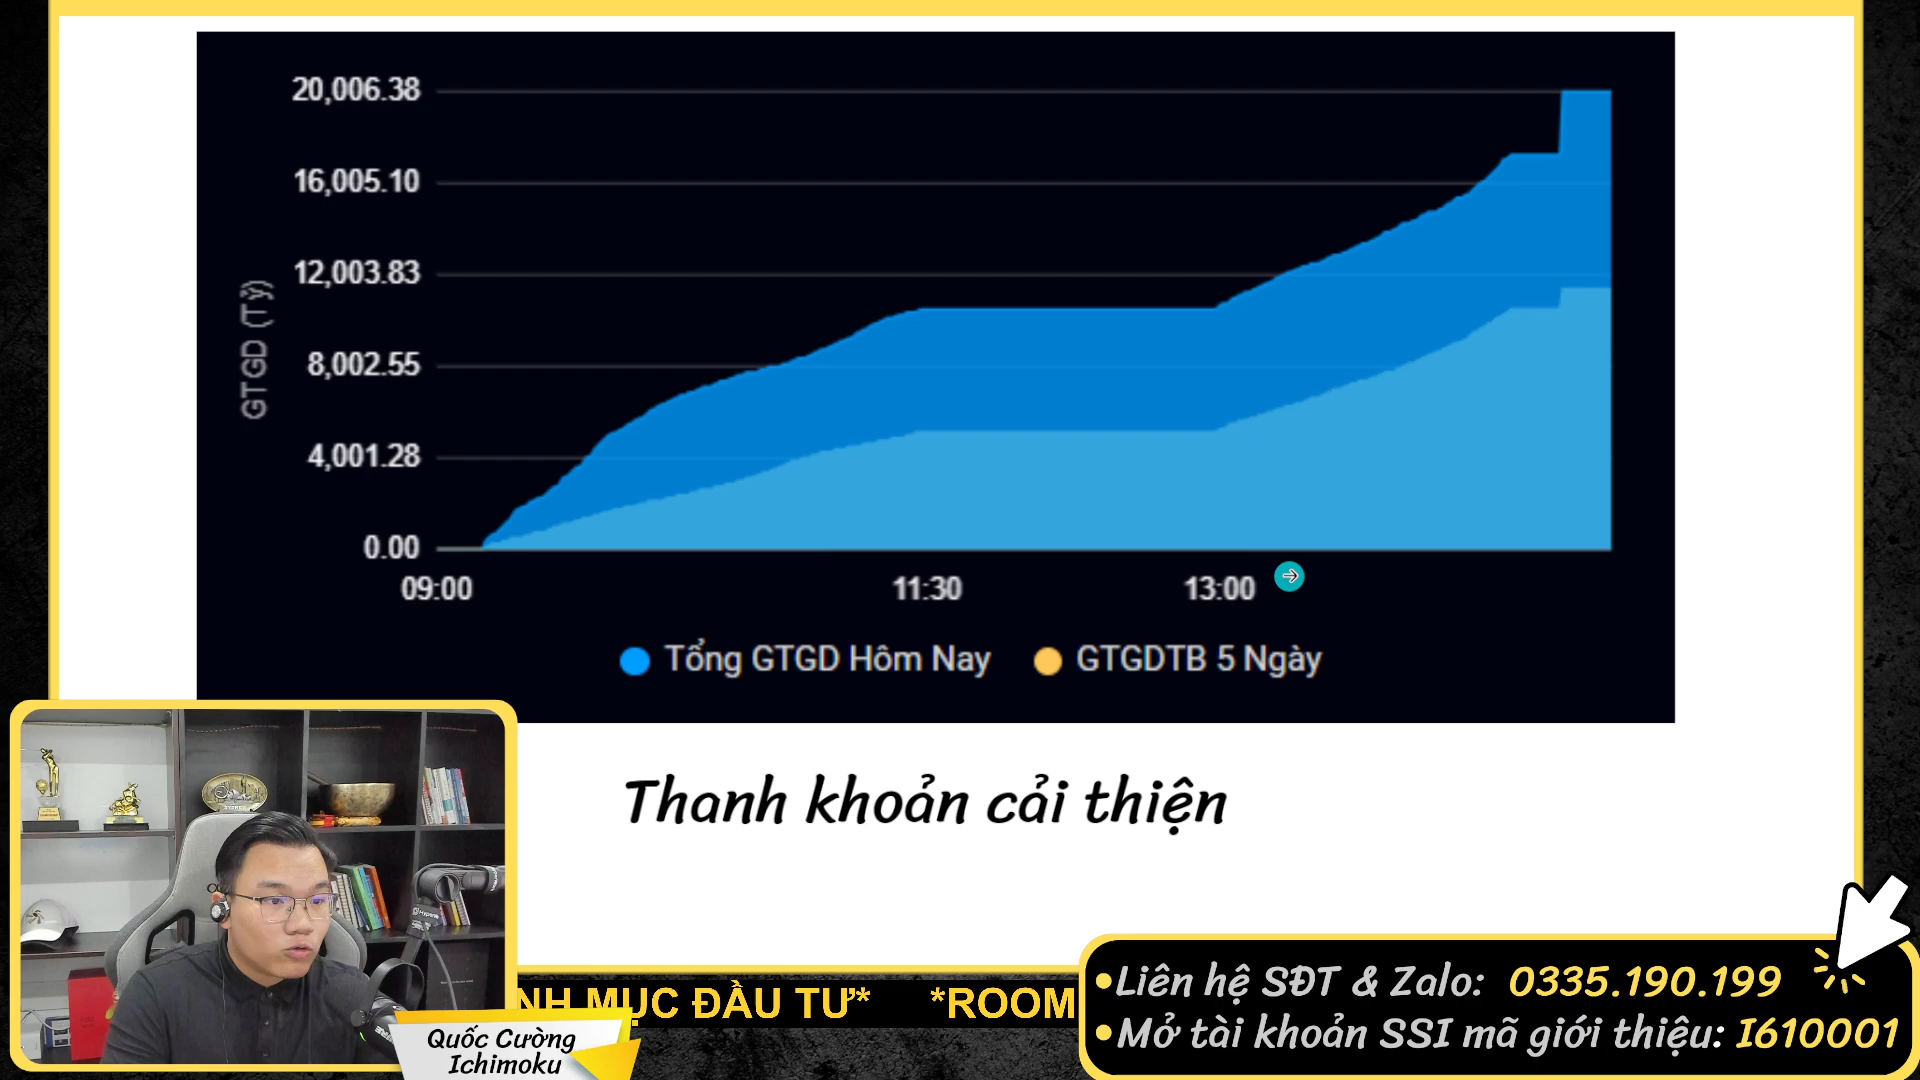 20,006.38
16,005.10
12,003.83
8,002.55
4,001.28
0.00
GTGD (Tỷ)
09:00 11:30 13:00
Tổng GTGD Hôm Nay GTGDTB 5 Ngày
Thanh khoản cải thiện
NH MỤC ĐẦU TƯ* *ROOM
•Liên hệ SĐT & Zalo: 0335.190.199
•Mở tài khoản SSI mã giới thiệu: I610001
Quốc Cường
Ichimoku